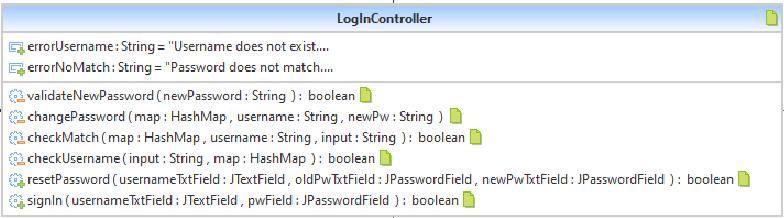 LogInController
errorUsername : String = "Username does not exist....
errorNoMatch : String = "Password does not match....
validateNewPassword ( newPassword : String ) : boolean
changePassword ( map : HashMap , username : String , newPw : String )
checkMatch ( map : HashMap , username : String , input : String ) : boolean
checkUsername ( input : String , map : HashMap ) : boolean
resetPassword ( usernameTxtField : JTextField , oldPwTxtField : JPasswordField , newPwTxtField : JPasswordField ) : boolean
signIn ( usernameTxtField : JTextField , pwField : JPasswordField ) : boolean